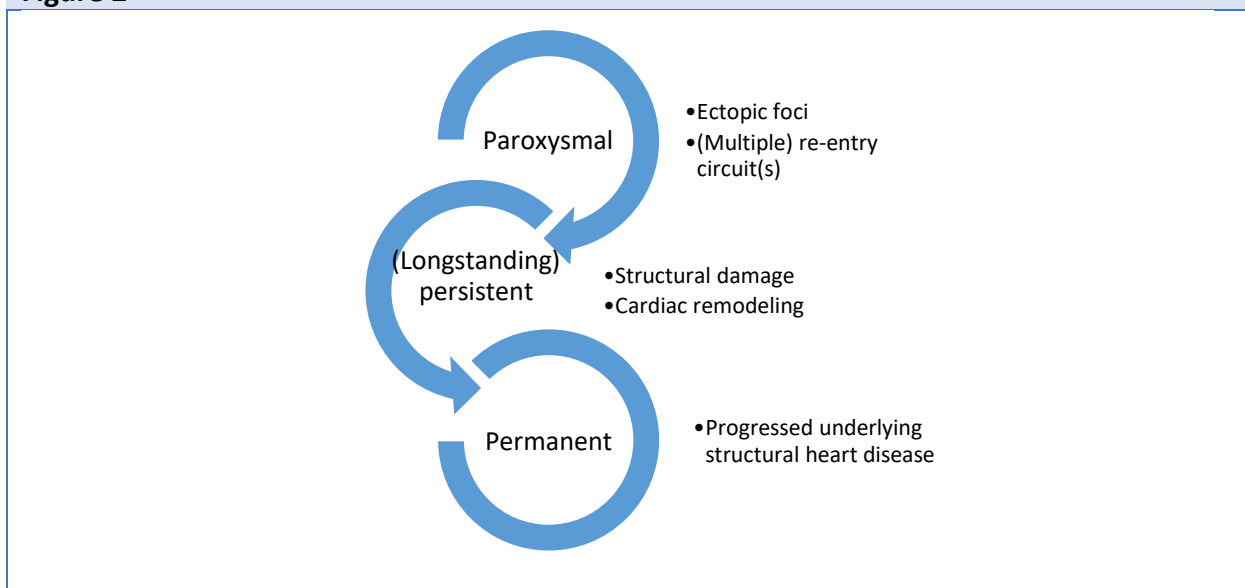 Paroxysmal
•Ectopic foci
•(Multiple) re-entry
circuit(s)
(Longstanding)
persistent
•Structural damage
•Cardiac remodeling
Permanent
•Progressed underlying
structural heart disease